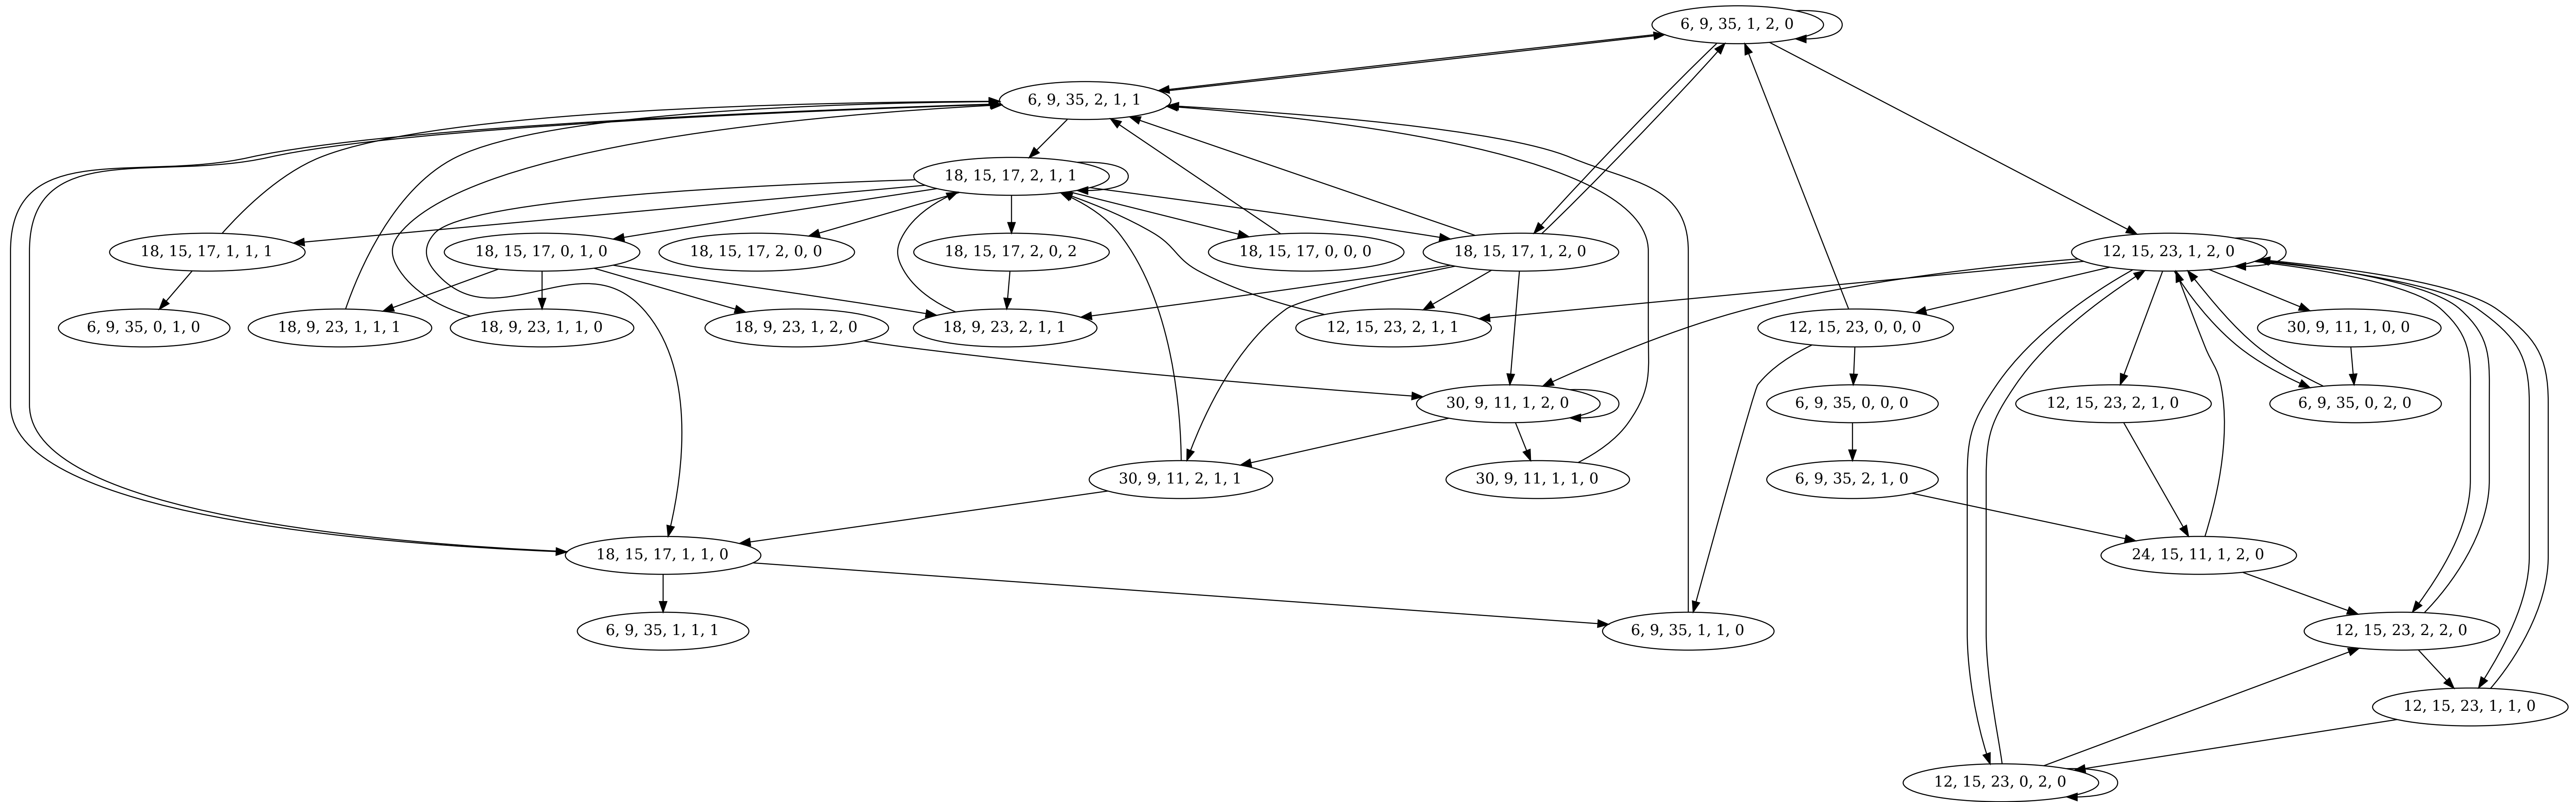 6, 9, 35, 1, 2, 0
6, 9, 35, 2, 1, 1
18, 15, 17, 2, 1, 1
18, 15, 17, 1, 1, 1
18, 15, 17, 0, 1, 0
18, 15, 17, 2, 0, 0
18, 15, 17, 2, 0, 2
18, 15, 17, 0, 0, 0
18, 15, 17, 1, 2, 0
12, 15, 23, 1, 2, 0
6, 9, 35, 0, 1, 0
18, 9, 23, 1, 1, 1
18, 9, 23, 1, 1, 0
18, 9, 23, 1, 2, 0
18, 9, 23, 2, 1, 1
12, 15, 23, 2, 1, 1
12, 15, 23, 0, 0, 0
30, 9, 11, 1, 0, 0
30, 9, 11, 1, 2, 0
6, 9, 35, 0, 0, 0
12, 15, 23, 2, 1, 0
6, 9, 35, 0, 2, 0
30, 9, 11, 2, 1, 1
30, 9, 11, 1, 1, 0
6, 9, 35, 2, 1, 0
18, 15, 17, 1, 1, 0
24, 15, 11, 1, 2, 0
6, 9, 35, 1, 1, 1
6, 9, 35, 1, 1, 0
12, 15, 23, 2, 2, 0
12, 15, 23, 1, 1, 0
12, 15, 23, 0, 2, 0